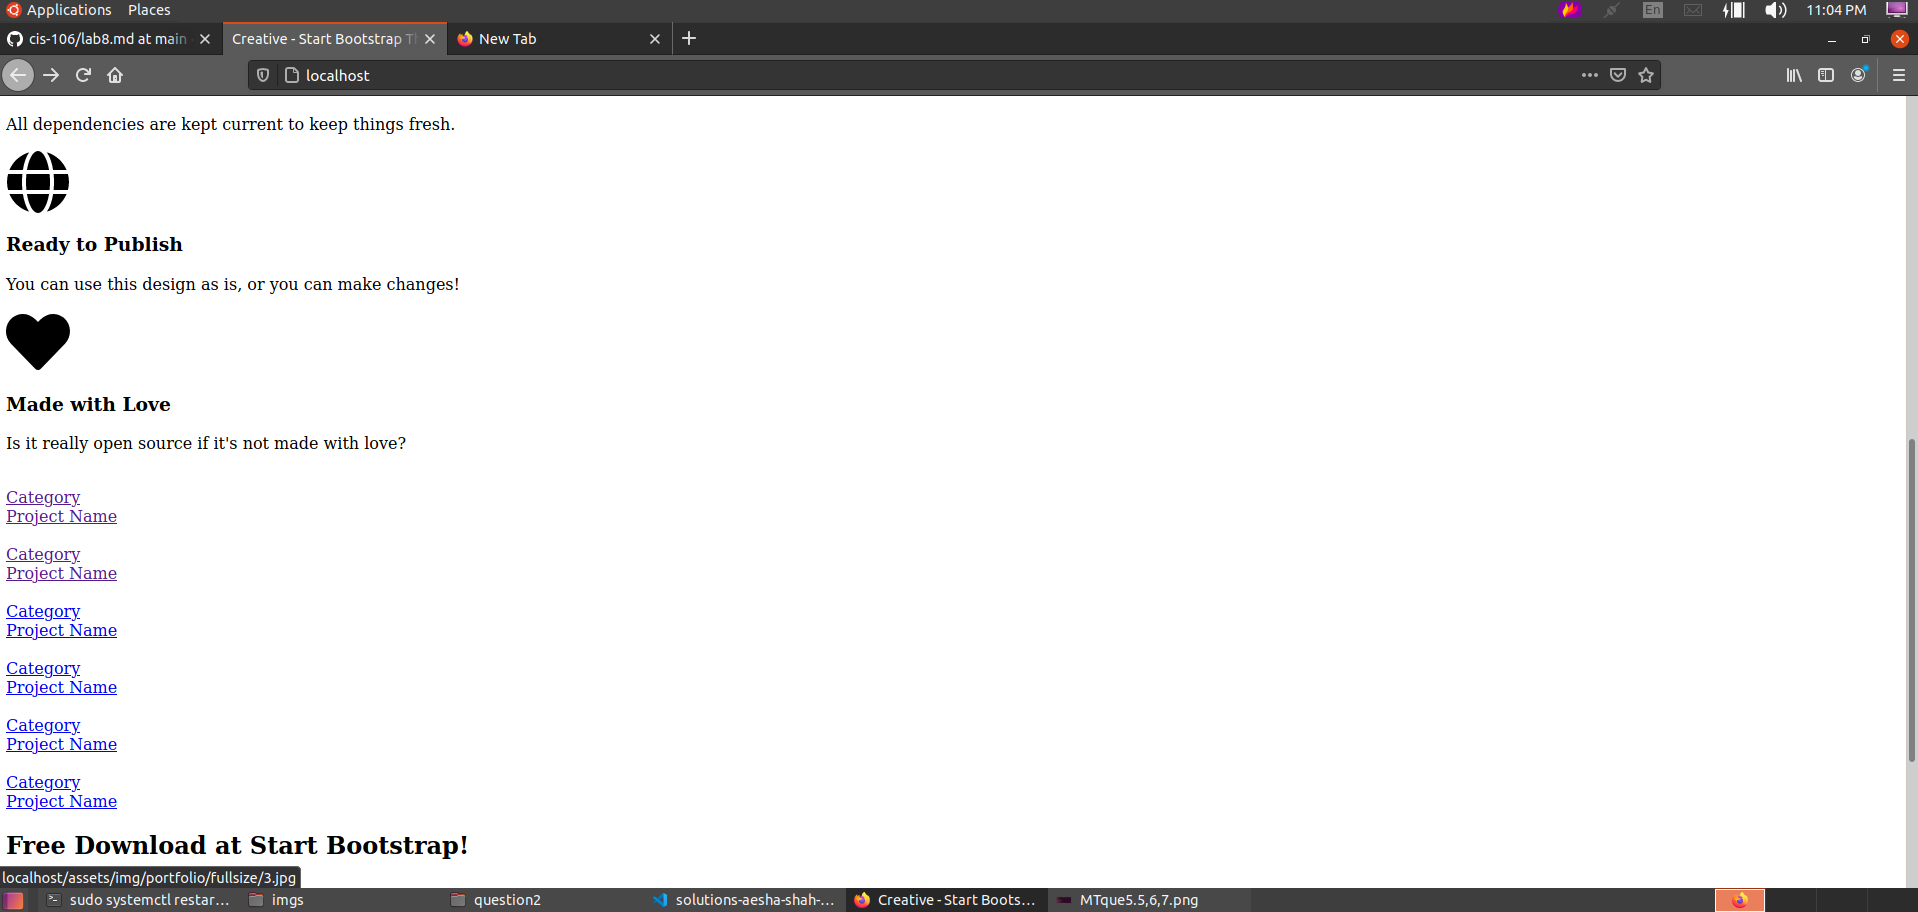 Applications Places
En
11:04 PM
cis-106/lab8.md at main
Creative - Start Bootstrap Th
New Tab
localhost
All dependencies are kept current to keep things fresh.
Ready to Publish
You can use this design as is, or you can make changes!
Made with Love
Is it really open source if it's not made with love?
Category
Project Name
Category
Project Name
Category
Project Name
Category
Project Name
Category
Project Name
Category
Project Name
Free Download at Start Bootstrap!
localhost/assets/img/portfolio/fullsize/3.jpg
sudo systemctl restar...
imgs
question2
solutions-aesha-shah-...
Creative - Start Boots...
MTque5.5,6,7.png